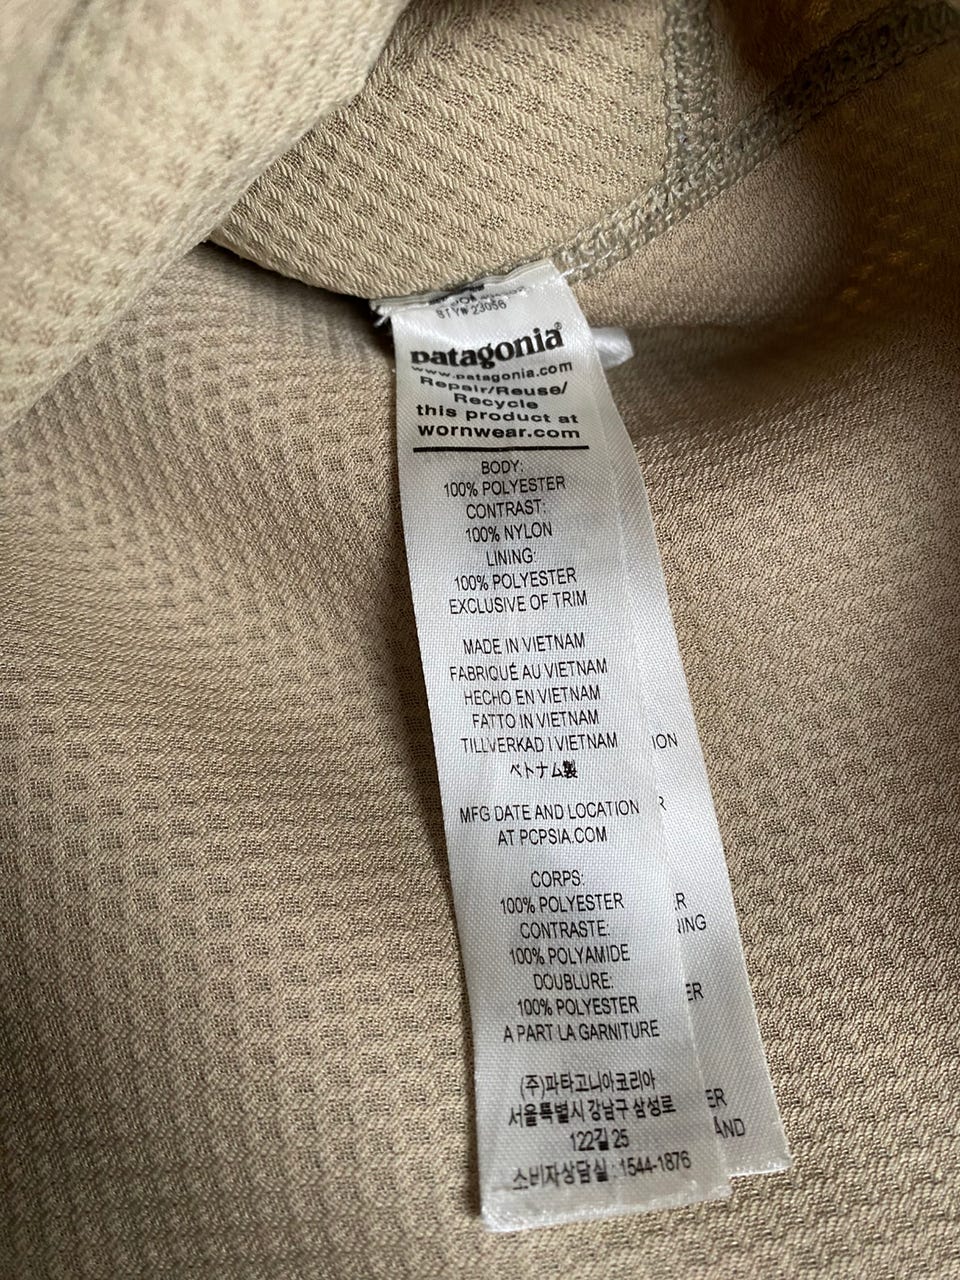 STY# 23056
patagonia®
www.patagonia.com
Repair/Reuse/
Recycle
this product at
wornwear.com
BODY:
100% POLYESTER
CONTRAST:
100% NYLON
LINING:
100% POLYESTER
EXCLUSIVE OF TRIM
MADE IN VIETNAM
FABRIQUÉ AU VIETNAM
HECHO EN VIETNAM
FATTO IN VIETNAM
TILLVERKAD I VIETNAM
ベトナム製
MFG DATE AND LOCATION
AT PCPSIA.COM
CORPS:
100% POLYESTER
CONTRASTE:
100% POLYAMIDE
DOUBLURE:
100% POLYESTER
A PART LA GARNITURE
(주)파타고니아코리아
서울특별시 강남구 삼성로
122길 25
소비자상담실 : 1544-1876